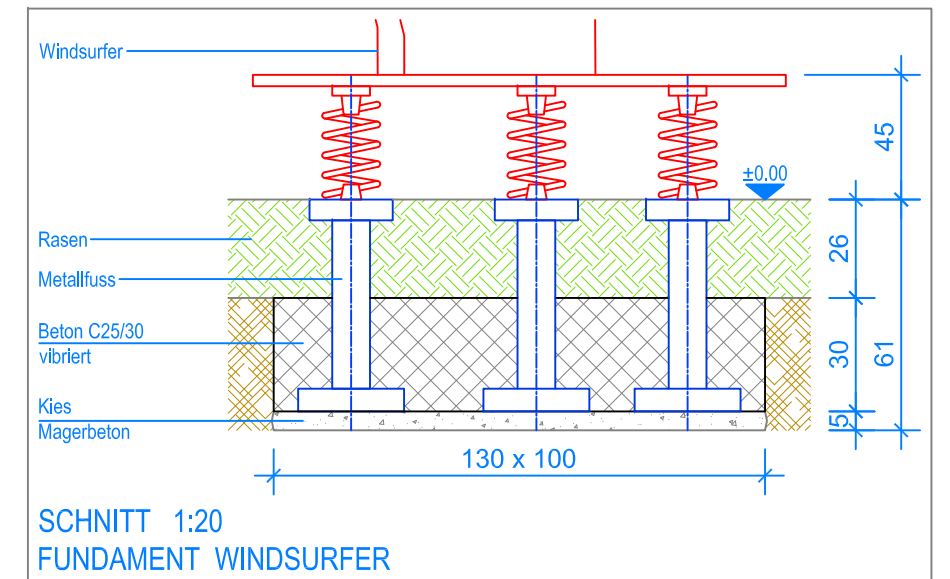 Windsurfer
45
±0.00
Rasen
26
Metallfuss
Beton C25/30
vibriert
30
61
Kies
Magerbeton
5
130 x 100
SCHNITT 1:20
FUNDAMENT WINDSURFER